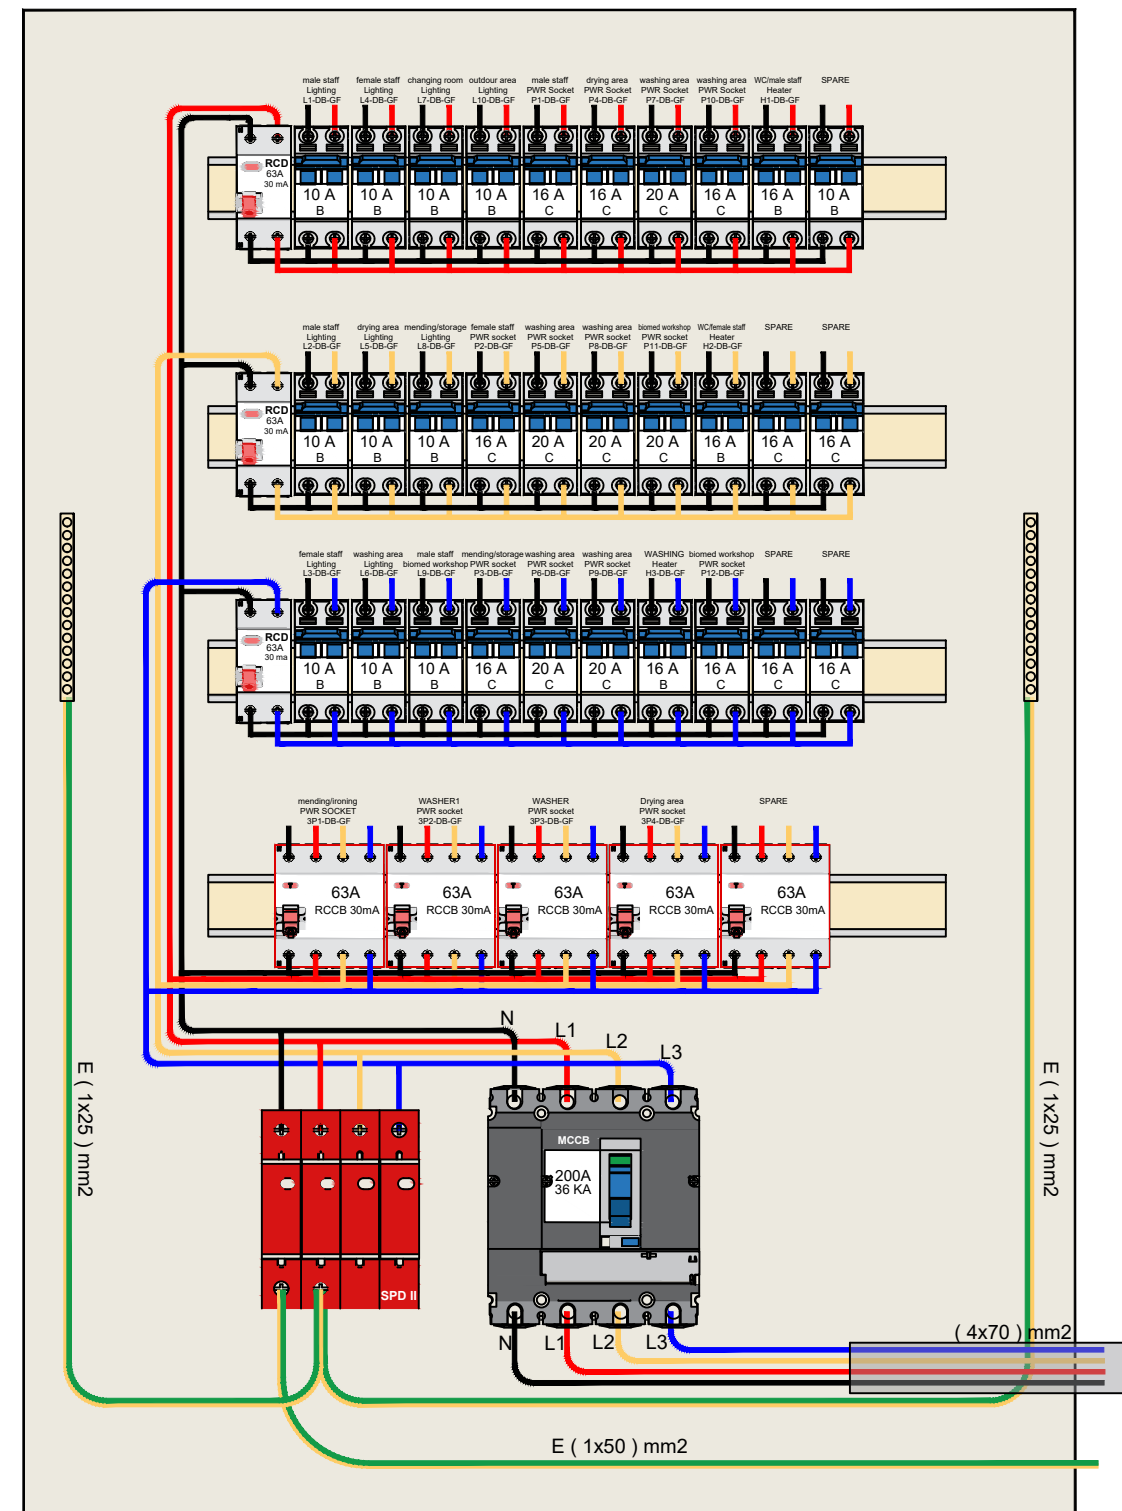 male staff
Lighting
L1-DB-GF
female staff
Lighting
L4-DB-GF
changing room
Lighting
L7-DB-GF
outdour area
Lighting
L10-DB-GF
male staff
PWR Socket
P1-DB-GF
drying area
PWR Socket
P4-DB-GF
washing area
PWR Socket
P7-DB-GF
washing area
PWR Socket
P10-DB-GF
WC/male staff
Heater
H1-DB-GF
SPARE
RCD
63A
30 mA
10 A
B
10 A
B
10 A
B
10 A
B
16 A
C
16 A
C
20 A
C
16 A
C
16 A
B
10 A
B
male staff
Lighting
L2-DB-GF
drying area
Lighting
L5-DB-GF
mending/storage
Lighting
L8-DB-GF
female staff
PWR socket
P2-DB-GF
washing area
PWR socket
P5-DB-GF
washing area
PWR socket
P8-DB-GF
biomed workshop
PWR socket
P11-DB-GF
WC/female staff
Heater
H2-DB-GF
SPARE
SPARE
RCD
63A
30 mA
10 A
B
10 A
B
10 A
B
16 A
C
20 A
C
20 A
C
20 A
C
16 A
B
16 A
C
16 A
C
female staff
Lighting
L3-DB-GF
washing area
Lighting
L6-DB-GF
male staff
biomed workshop
L9-DB-GF
mending/storage
PWR socket
P3-DB-GF
washing area
PWR socket
P6-DB-GF
washing area
PWR socket
P9-DB-GF
WASHING
Heater
H3-DB-GF
biomed workshop
PWR socket
P12-DB-GF
SPARE
SPARE
RCD
63A
30 ma
10 A
B
10 A
B
10 A
B
16 A
C
20 A
C
20 A
C
16 A
B
16 A
C
16 A
C
16 A
C
mending/ironing
PWR SOCKET
3P1-DB-GF
WASHER1
PWR socket
3P2-DB-GF
WASHER
PWR socket
3P3-DB-GF
Drying area
PWR socket
3P4-DB-GF
SPARE
63A
RCCB 30mA
63A
RCCB 30mA
63A
RCCB 30mA
63A
RCCB 30mA
63A
RCCB 30mA
N
L1
L2
L3
E ( 1x25 ) mm2
E ( 1x25 ) mm2
MCCB
200A
36 KA
SPD II
N
L1
L2
L3
( 4x70 ) mm2
E ( 1x50 ) mm2